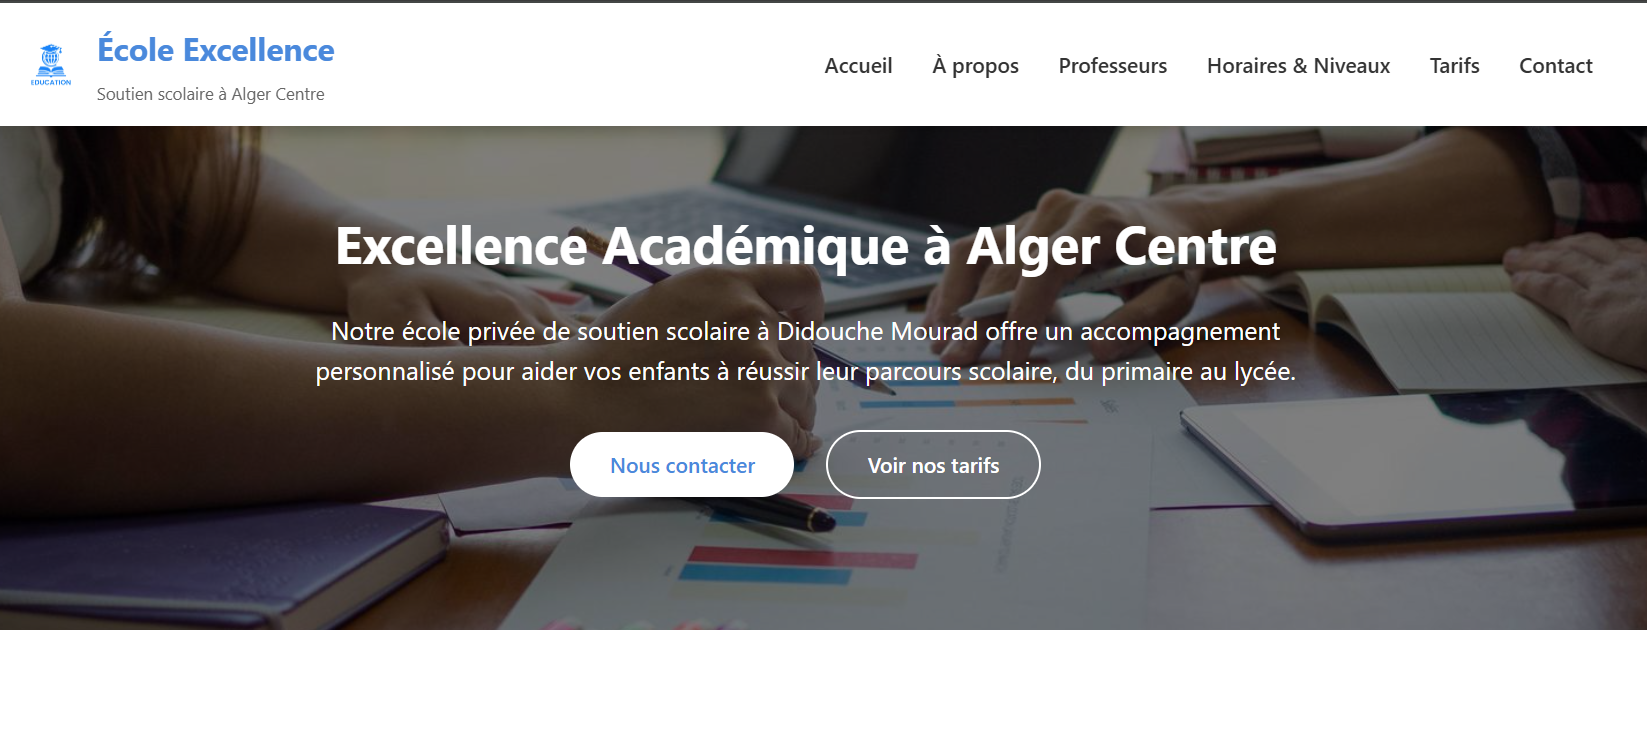 École Excellence
EDUCATION
Soutien scolaire à Alger Centre
Accueil
À propos
Professeurs
Horaires & Niveaux
Tarifs
Contact
Excellence Académique à Alger Centre
Notre école privée de soutien scolaire à Didouche Mourad offre un accompagnement
personnalisé pour aider vos enfants à réussir leur parcours scolaire, du primaire au lycée.
Nous contacter
Voir nos tarifs